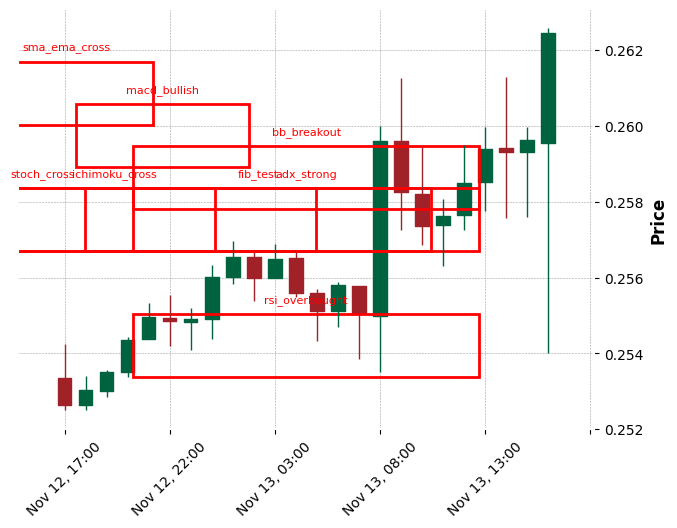 sma_ema_cross
macd_bullish
bb_breakout
stoch_cross
ichimoku_cross
fib_test
adx_strong
rsi_overbought
0.262
0.260
0.258
0.256
0.254
0.252
Price
Nov 12, 17:00
Nov 12, 22:00
Nov 13, 03:00
Nov 13, 08:00
Nov 13, 13:00